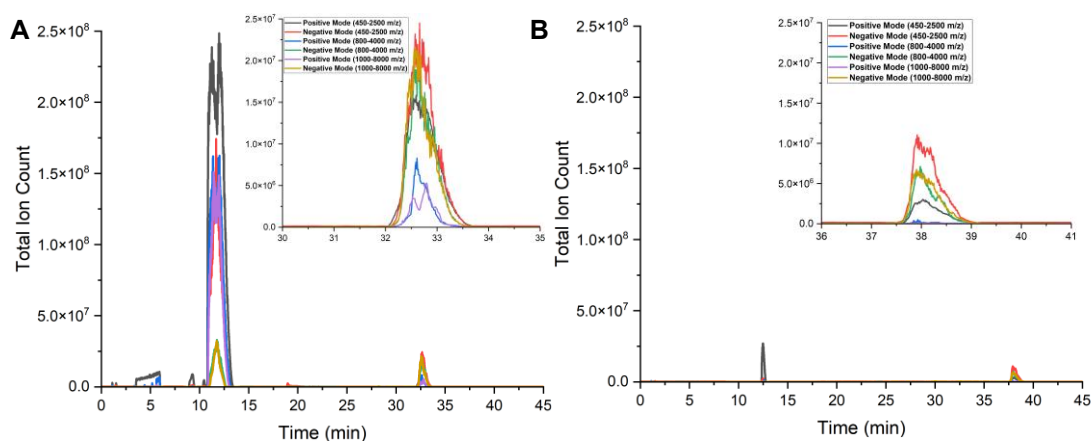 A
Total Ion Count
2.5×10⁸
2.0×10⁸
1.5×10⁸
1.0×10⁸
5.0×10⁷
0.0
0 5 10 15 20 25 30 35 40 45
Time (min)
2.5×10⁷
2.0×10⁷
1.5×10⁷
1.0×10⁷
5.0×10⁶
0.0
30 31 32 33 34 35
Positive Mode (450-2500 m/z)
Negative Mode (450-2500 m/z)
Positive Mode (800-4000 m/z)
Negative Mode (800-4000 m/z)
Positive Mode (1000-8000 m/z)
Negative Mode (1000-8000 m/z)
B
Total Ion Count
2.5×10⁸
2.0×10⁸
1.5×10⁸
1.0×10⁸
5.0×10⁷
0.0
0 5 10 15 20 25 30 35 40 45
Time (min)
2.5×10⁷
2.0×10⁷
1.5×10⁷
1.0×10⁷
5.0×10⁶
0.0
36 37 38 39 40 41
Positive Mode (450-2500 m/z)
Negative Mode (450-2500 m/z)
Positive Mode (800-4000 m/z)
Negative Mode (800-4000 m/z)
Positive Mode (1000-8000 m/z)
Negative Mode (1000-8000 m/z)